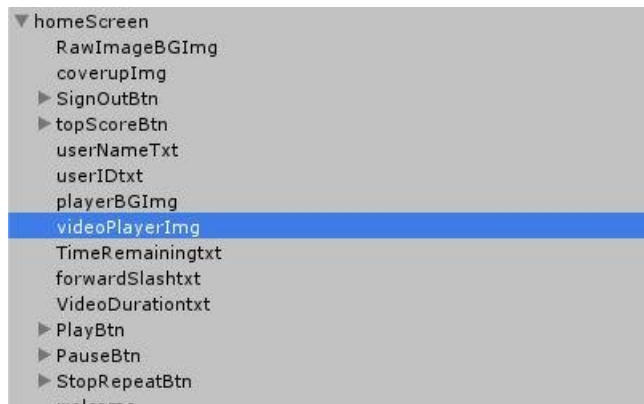 homeScreen
RawImageBGImg
coverupImg
SignOutBtn
topScoreBtn
userNameTxt
userIDtxt
playerBGImg
videoPlayerImg
TimeRemainingtxt
forwardSlashtxt
VideoDurationtxt
PlayBtn
PauseBtn
StopRepeatBtn